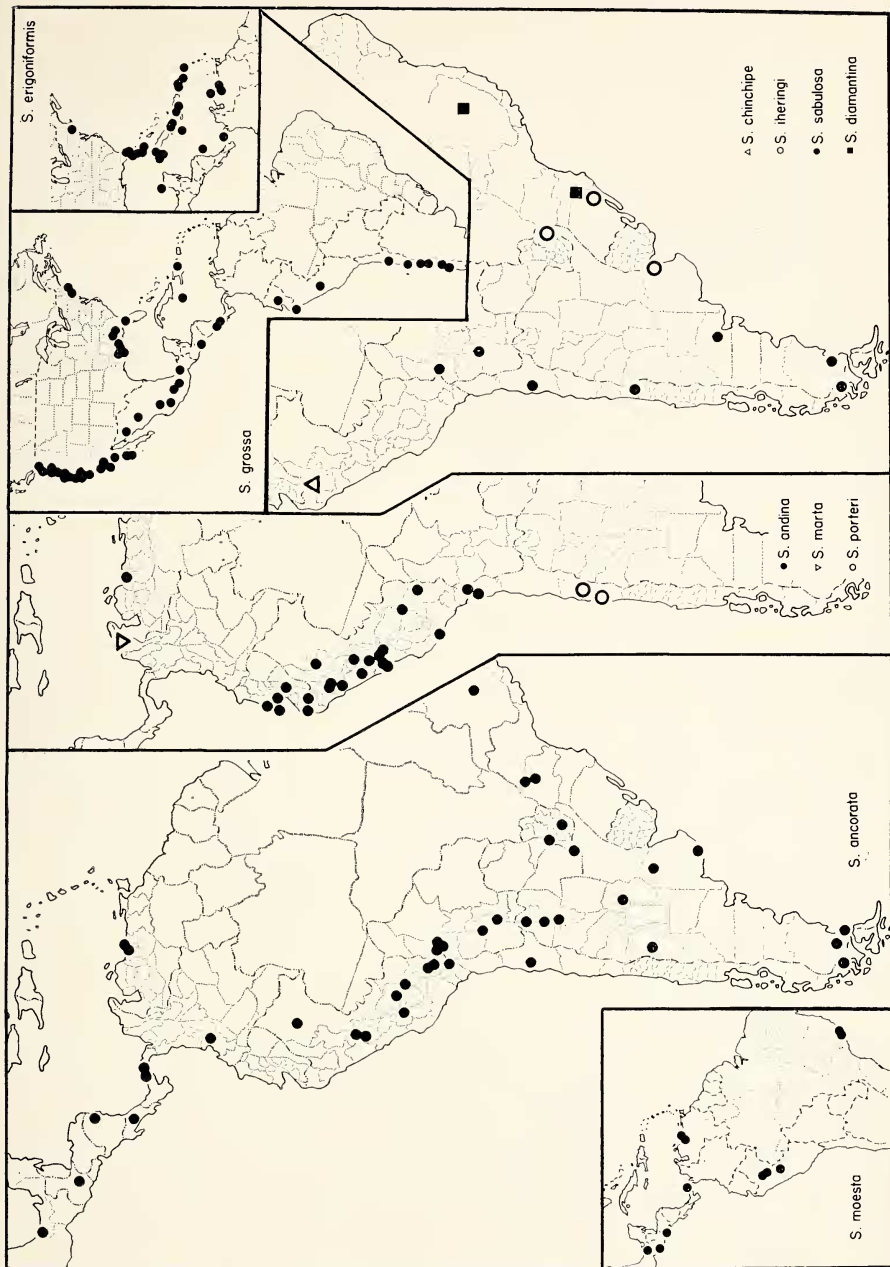 S. erigoniformis
S. grossa
△ S. chinchipe
○ S. iheringi
● S. sabulosa
■ S. diamantina
● S. andina
▽ S. marta
○ S. porteri
S. ancorata
S. moesta